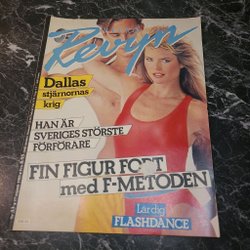 Revyn
Dallas
stjärnornas
krig
HAN ÄR
SVERIGES STÖRSTE
FÖRFÖRARE
FIN FIGUR FORT
med F-METODEN
Lär dig
FLASHDANCE